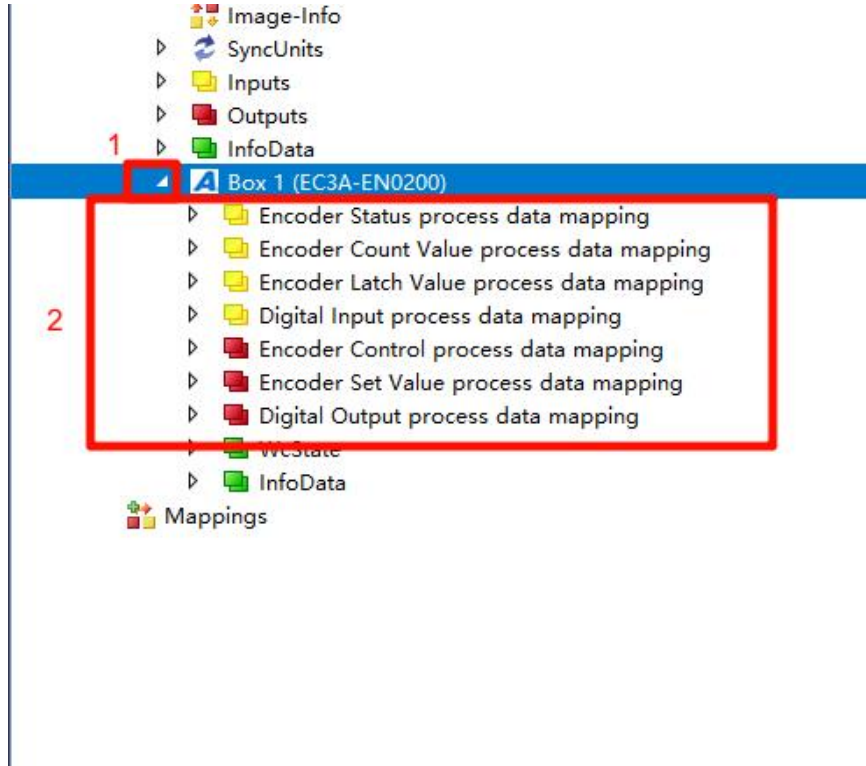 Image-Info
SyncUnits
Inputs
Outputs
1
InfoData
Box 1 (EC3A-EN0200)
Encoder Status process data mapping
Encoder Count Value process data mapping
Encoder Latch Value process data mapping
2
Digital Input process data mapping
Encoder Control process data mapping
Encoder Set Value process data mapping
Digital Output process data mapping
WcState
InfoData
Mappings